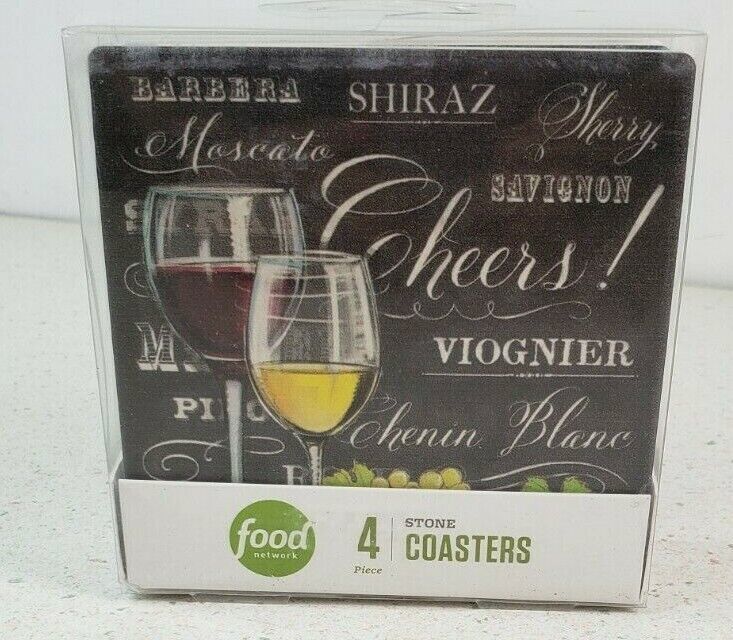 BARBERA
SHIRAZ
Sherry
Moscato
SAVIGNON
Cheers!
VIOGNIER
Chenin Blanc
food
network
4
Piece
STONE
COASTERS